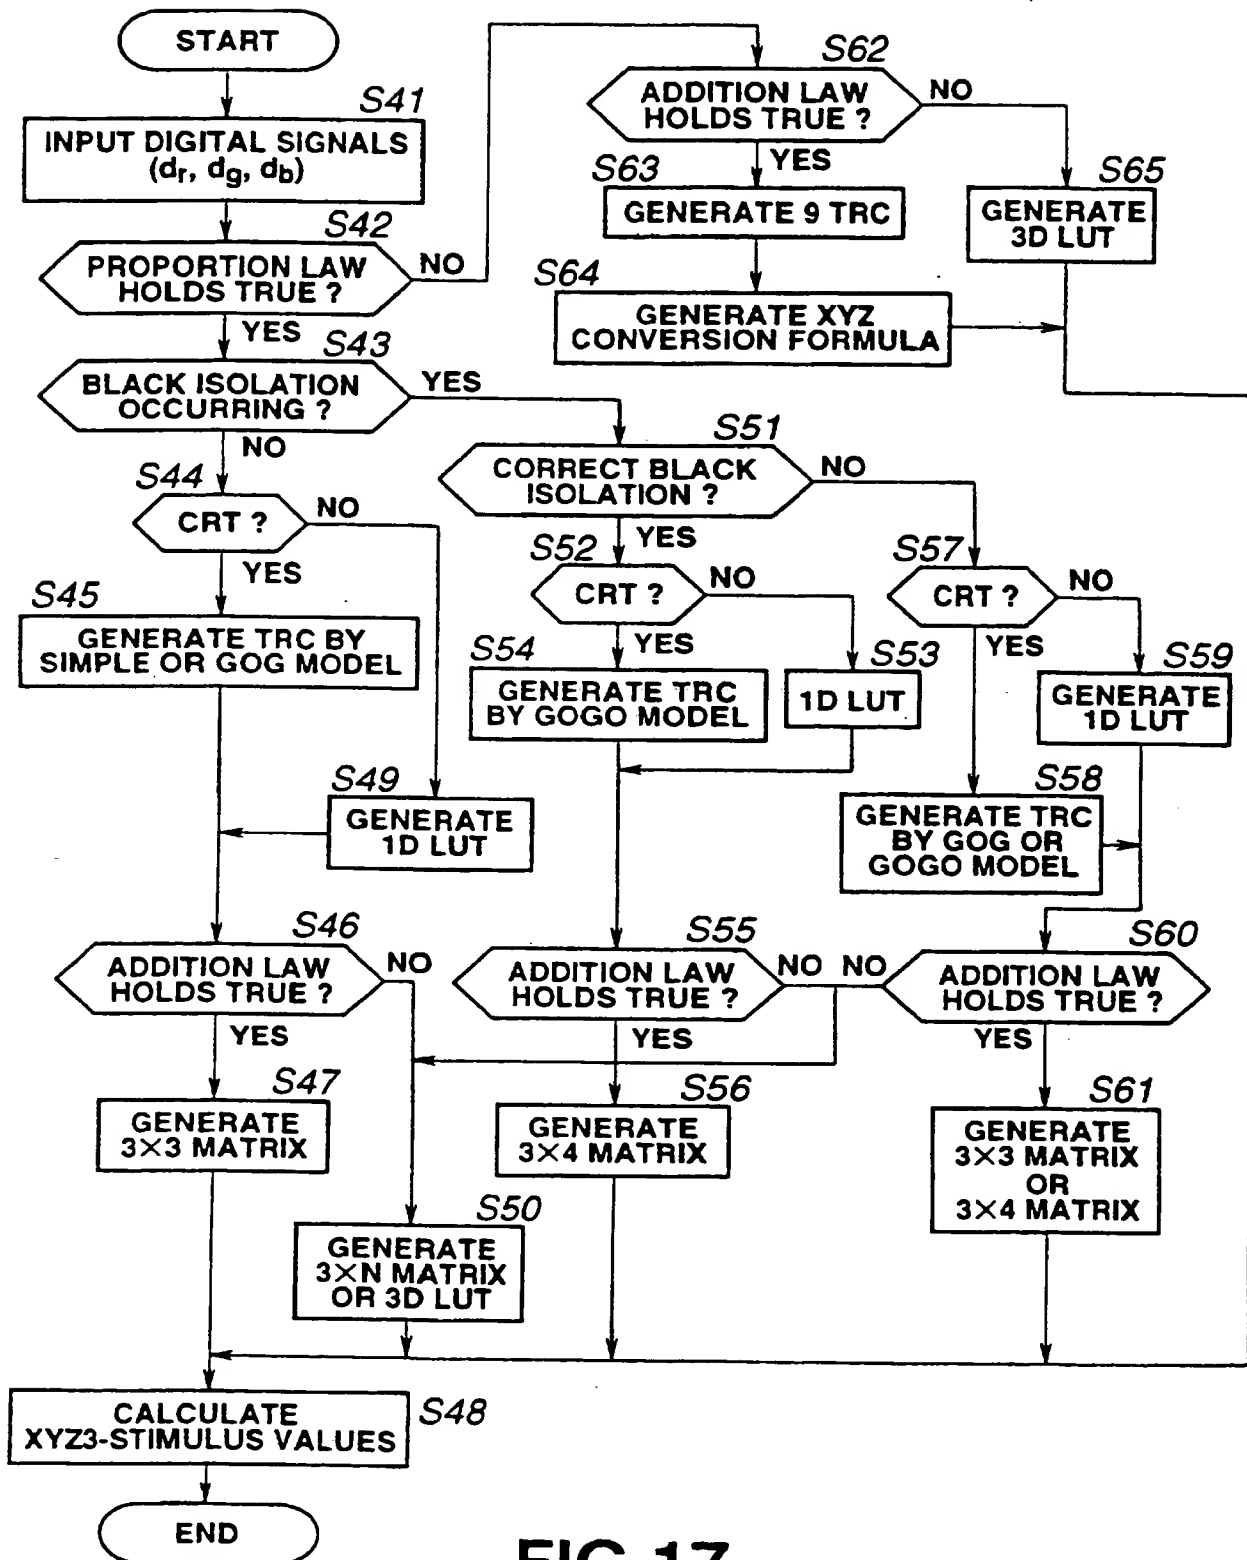 START
S41
INPUT DIGITAL SIGNALS
(dr, dg, db)
S42
PROPORTION LAW
HOLDS TRUE ?
NO
YES
S62
ADDITION LAW
HOLDS TRUE ?
NO
YES
S63
GENERATE 9 TRC
S65
GENERATE
3D LUT
S64
GENERATE XYZ
CONVERSION FORMULA
S43
BLACK ISOLATION
OCCURRING ?
YES
NO
S51
CORRECT BLACK
ISOLATION ?
NO
YES
S44
CRT ?
NO
YES
S52
CRT ?
NO
YES
S57
CRT ?
NO
YES
S45
GENERATE TRC BY
SIMPLE OR GOG MODEL
S54
GENERATE TRC
BY GOGO MODEL
S53
1D LUT
S59
GENERATE
1D LUT
S49
GENERATE
1D LUT
S58
GENERATE TRC
BY GOG OR
GOGO MODEL
S46
ADDITION LAW
HOLDS TRUE ?
NO
YES
S55
ADDITION LAW
HOLDS TRUE ?
NO
YES
S60
NO
ADDITION LAW
HOLDS TRUE ?
YES
S47
GENERATE
3×3 MATRIX
S56
GENERATE
3×4 MATRIX
S61
GENERATE
3×3 MATRIX
OR
3×4 MATRIX
S50
GENERATE
3×N MATRIX
OR 3D LUT
CALCULATE
XYZ3-STIMULUS VALUES
S48
END
FIG.17